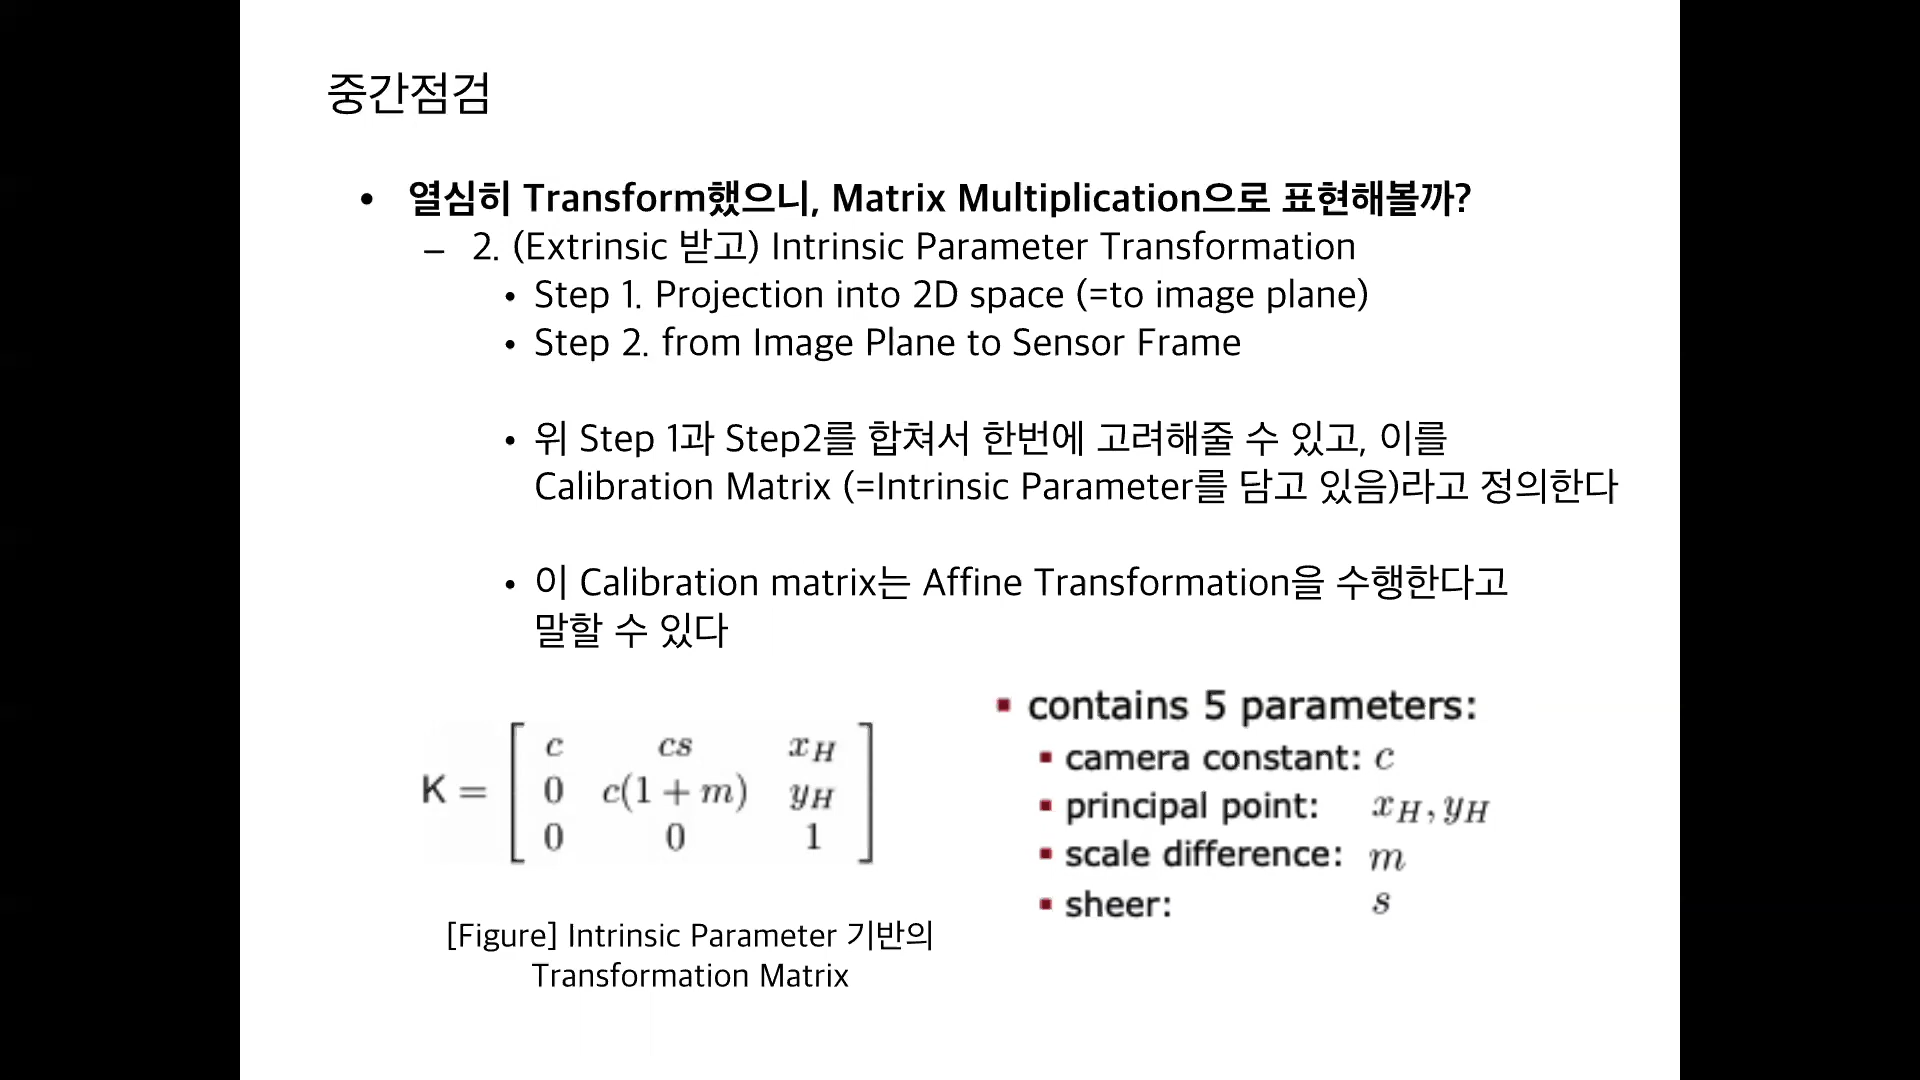 중간점검
• 열심히 Transform했으니, Matrix Multiplication으로 표현해볼까?
– 2. (Extrinsic 받고) Intrinsic Parameter Transformation
• Step 1. Projection into 2D space (=to image plane)
• Step 2. from Image Plane to Sensor Frame
• 위 Step 1과 Step2를 합쳐서 한번에 고려해줄 수 있고, 이를
Calibration Matrix (=Intrinsic Parameter를 담고 있음)라고 정의한다
• 이 Calibration matrix는 Affine Transformation을 수행한다고
말할 수 있다
K = [ c cs x_H
0 c(1 + m) y_H
0 0 1 ]
[Figure] Intrinsic Parameter 기반의
Transformation Matrix
▪ contains 5 parameters:
▪ camera constant: c
▪ principal point: x_H, y_H
▪ scale difference: m
▪ sheer: s